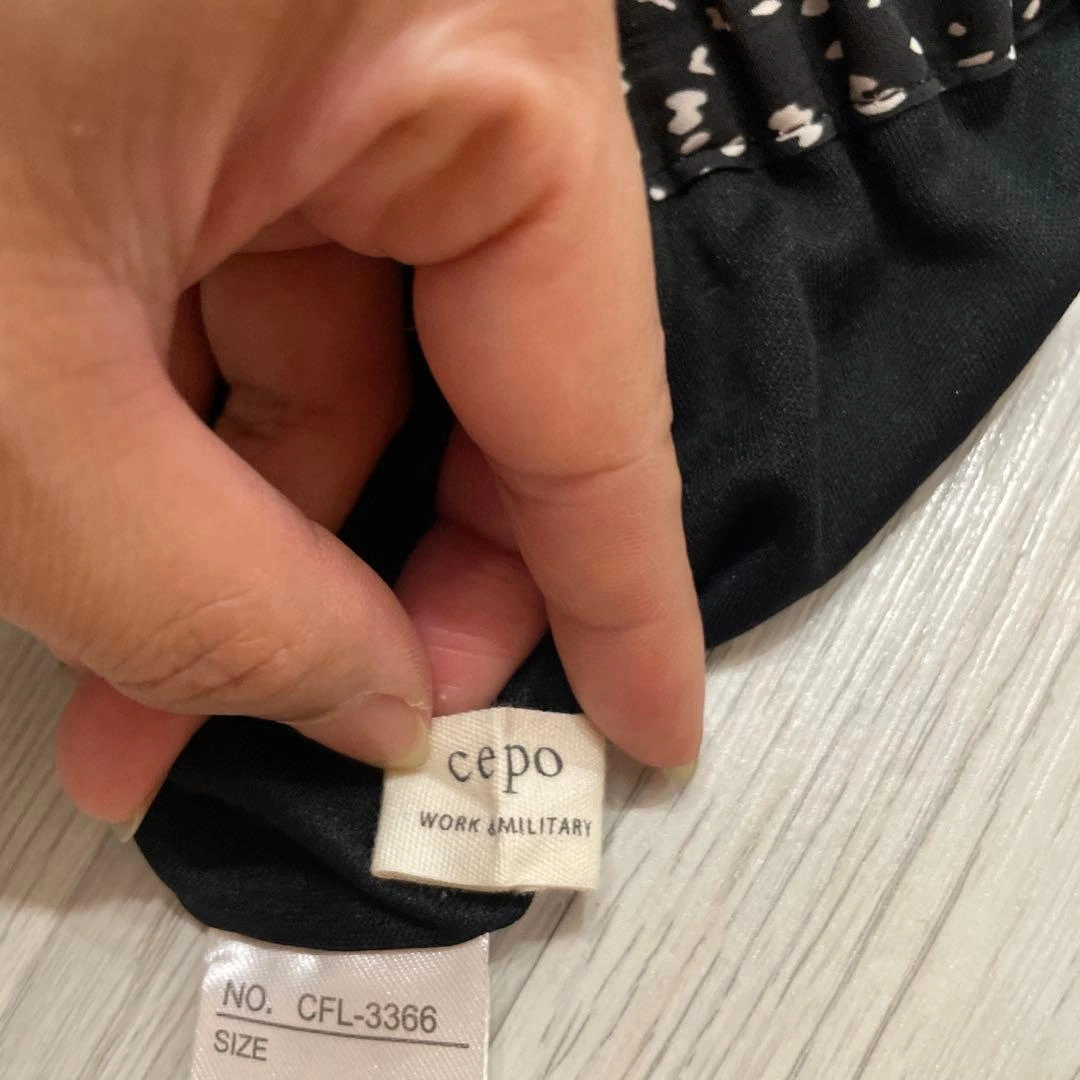 cepo
WORK &MILITARY
NO. CFL-3366
SIZE